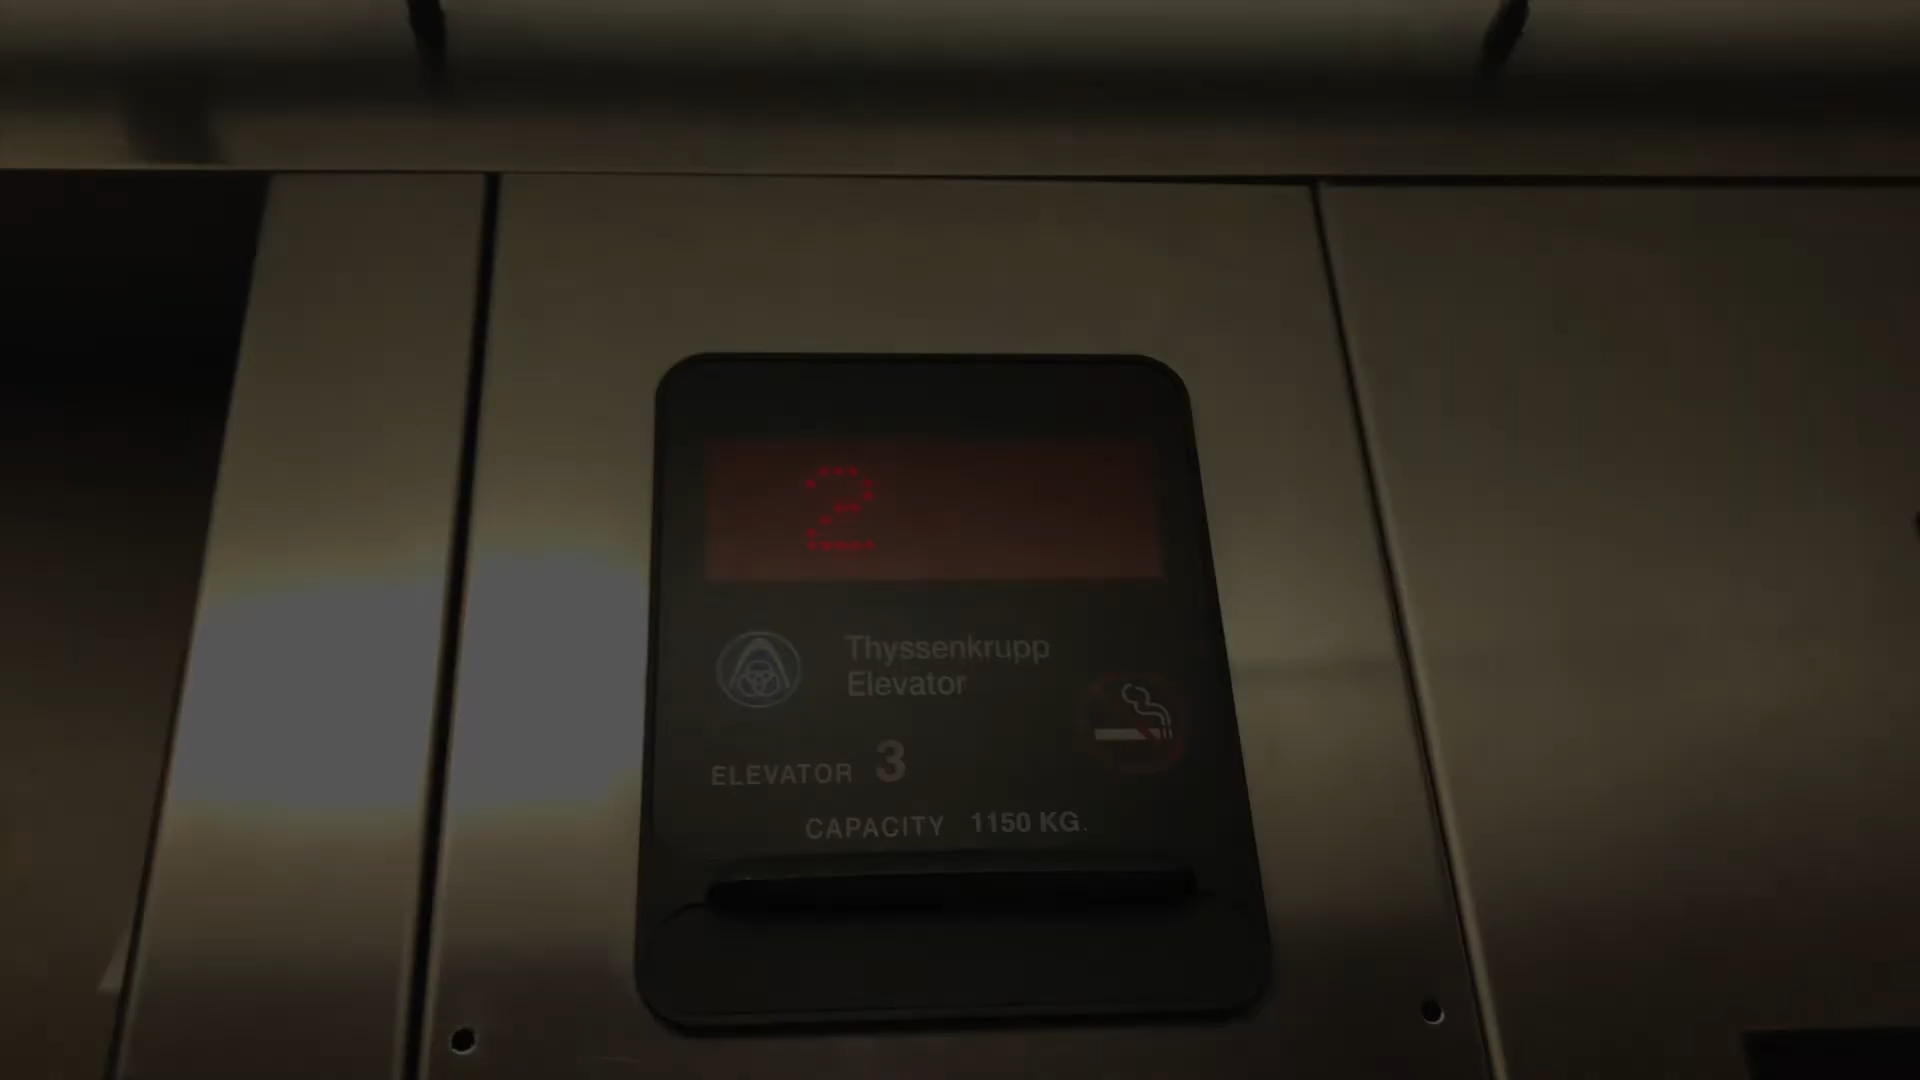 2
Thyssenkrupp
Elevator
ELEVATOR 3
CAPACITY 1150 KG.